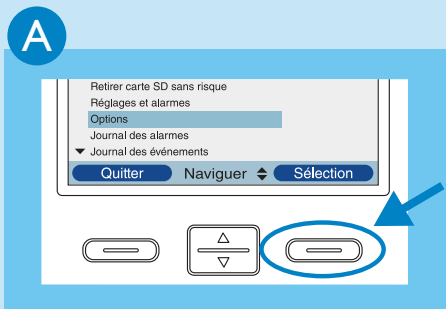 A
Retirer carte SD sans risque
Réglages et alarmes
Options
Journal des alarmes
Journal des événements
Quitter Naviguer Sélection